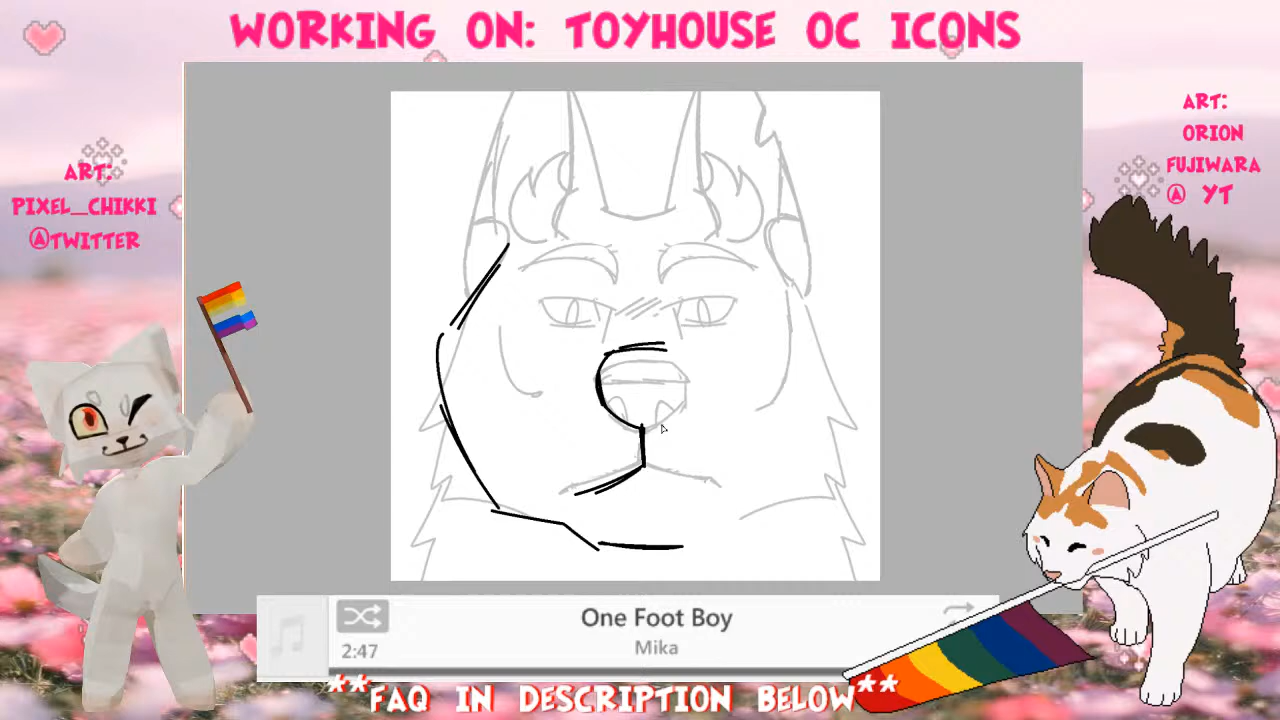 WORKING ON: TOYHOUSE OC ICONS
ART:
PIXEL_CHIKKI
@TWITTER
ART:
ORION
FUJIWARA
@ YT
One Foot Boy
2:47
Mika
**FAQ IN DESCRIPTION BELOW**